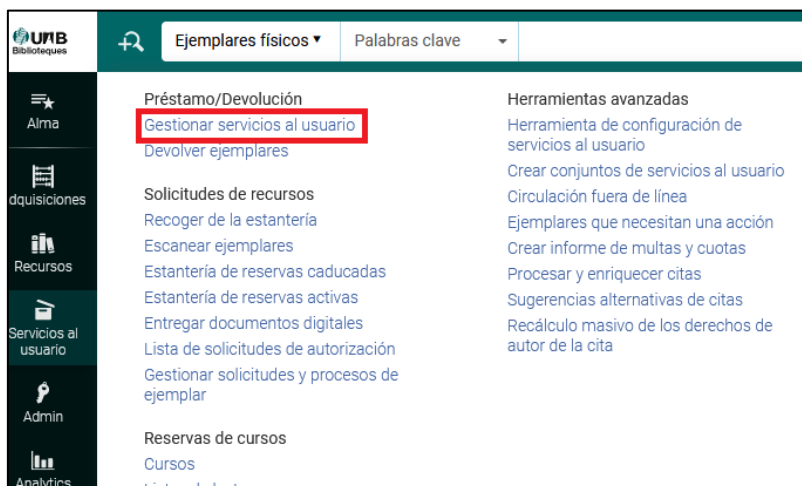 UAB
Biblioteques
Ejemplares físicos
Palabras clave
Alma
dquisiciones
Recursos
Servicios al
usuario
Admin
Analytics
Préstamo/Devolución
Gestionar servicios al usuario
Devolver ejemplares
Solicitudes de recursos
Recoger de la estantería
Escanear ejemplares
Estantería de reservas caducadas
Estantería de reservas activas
Entregar documentos digitales
Lista de solicitudes de autorización
Gestionar solicitudes y procesos de
ejemplar
Reservas de cursos
Cursos
Herramientas avanzadas
Herramienta de configuración de
servicios al usuario
Crear conjuntos de servicios al usuario
Circulación fuera de línea
Ejemplares que necesitan una acción
Crear informe de multas y cuotas
Procesar y enriquecer citas
Sugerencias alternativas de citas
Recálculo masivo de los derechos de
autor de la cita